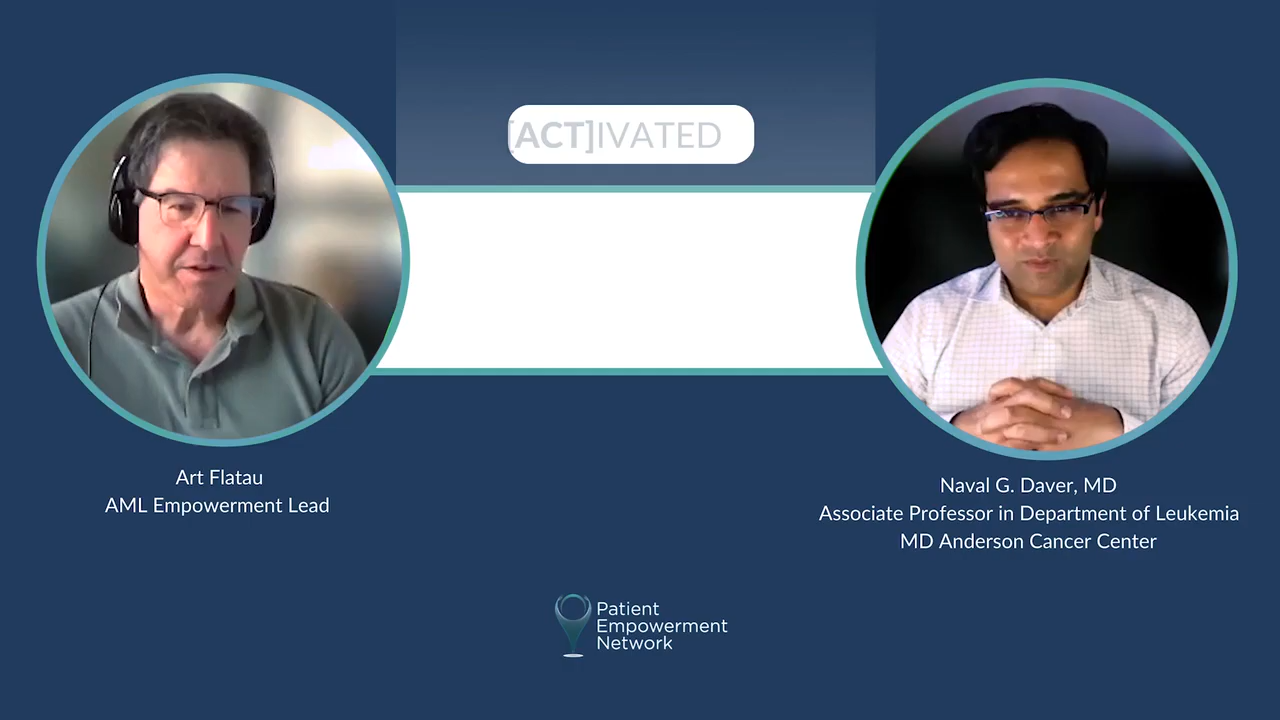 [ACT]IVATED
Art Flatau
AML Empowerment Lead
Naval G. Daver, MD
Associate Professor in Department of Leukemia
MD Anderson Cancer Center
Patient
Empowerment
Network